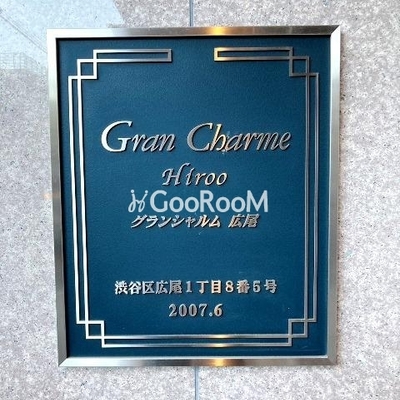 Gran Charme
Hiroo
GooRooM
グランシャルム 広尾
渋谷区広尾1丁目8番5号
2007.6